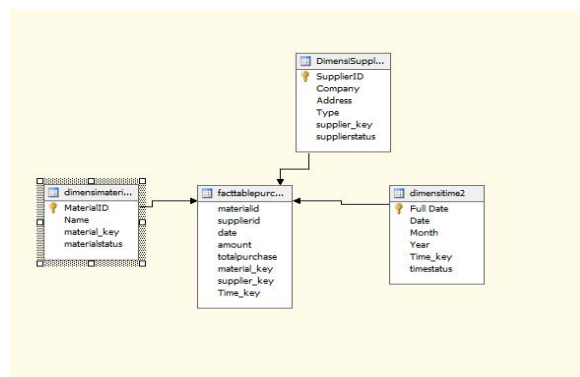 DimensiSuppl...
SupplierID
Company
Address
Type
supplier_key
supplierstatus
dimensimateri...
MaterialID
Name
material_key
materialstatus
facttablepurc...
materialid
supplierid
date
amount
totalpurchase
material_key
supplier_key
Time_key
dimensitime2
Full Date
Date
Month
Year
Time_key
timestatus